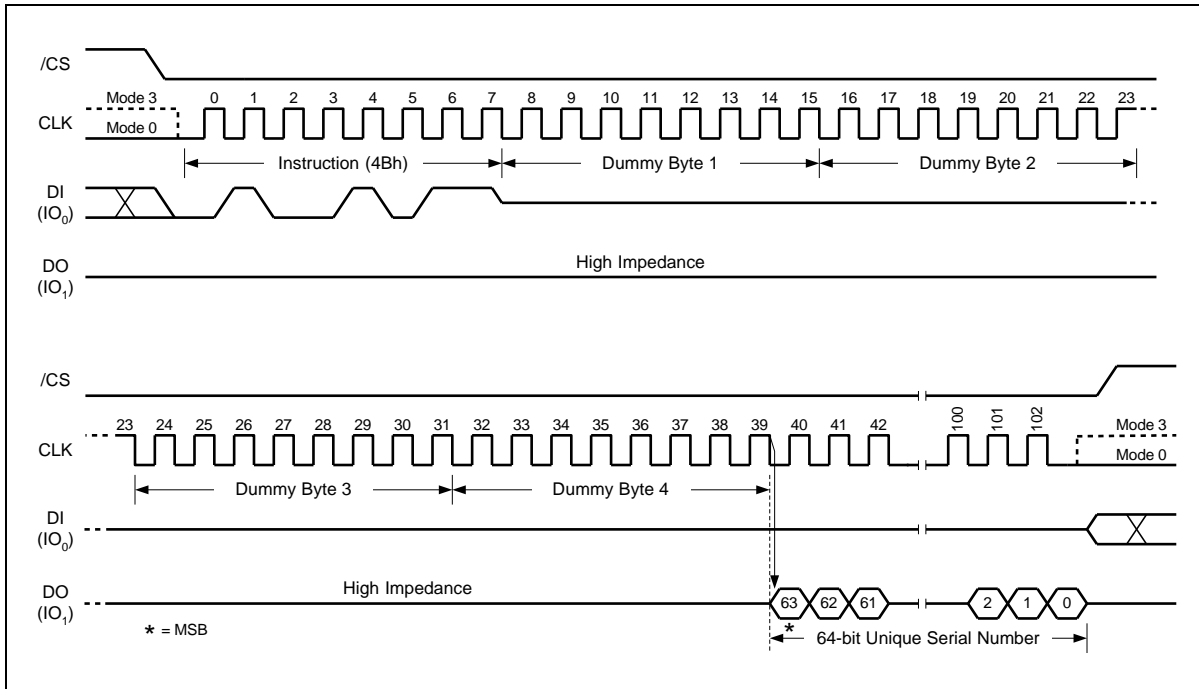 /CS
Mode 3 0 1 2 3 4 5 6 7 8 9 10 11 12 13 14 15 16 17 18 19 20 21 22 23
CLK
Mode 0
Instruction (4Bh) Dummy Byte 1 Dummy Byte 2
DI
(IO0)
High Impedance
DO
(IO1)
/CS
23 24 25 26 27 28 29 30 31 32 33 34 35 36 37 38 39 40 41 42 100 101 102
Mode 3
CLK
Mode 0
Dummy Byte 3 Dummy Byte 4
DI
(IO0)
High Impedance
DO
(IO1)
63 62 61 2 1 0
* = MSB * 64-bit Unique Serial Number